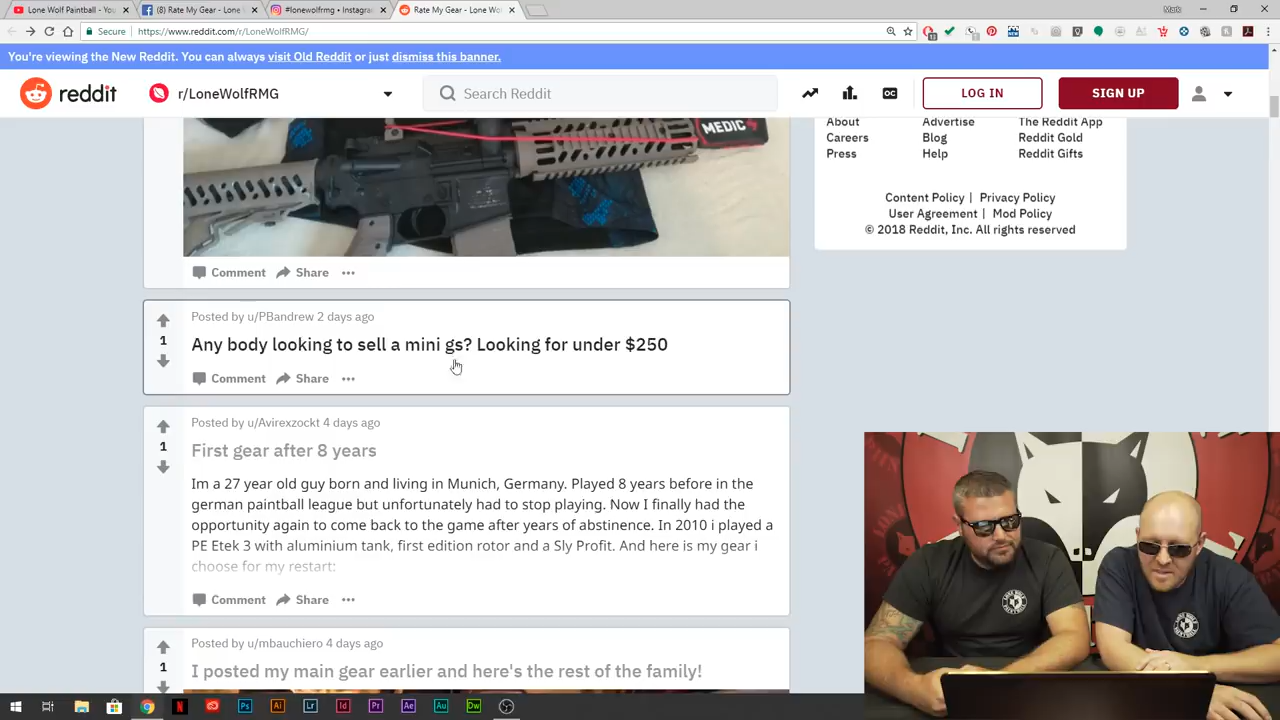 Lone Wolf Paintball - You
(8) Rate My Gear - Lone
#lonewolfrmg • Instagra
Rate My Gear - Lone Wo
Mark
Secure
https://www.reddit.com/r/LoneWolfRMG/
You're viewing the New Reddit. You can always visit Old Reddit or just dismiss this banner.
reddit
r/LoneWolfRMG
Search Reddit
LOG IN
SIGN UP
MEDIC
About Advertise The Reddit App
Careers Blog Reddit Gold
Press Help Reddit Gifts
Content Policy | Privacy Policy
User Agreement | Mod Policy
© 2018 Reddit, Inc. All rights reserved
Comment Share
Posted by u/PBandrew 2 days ago
1
Any body looking to sell a mini gs? Looking for under $250
Comment Share
Posted by u/Avirexzockt 4 days ago
1
First gear after 8 years
Im a 27 year old guy born and living in Munich, Germany. Played 8 years before in the
german paintball league but unfortunately had to stop playing. Now I finally had the
opportunity again to come back to the game after years of abstinence. In 2010 i played a
PE Etek 3 with aluminium tank, first edition rotor and a Sly Profit. And here is my gear i
choose for my restart:
Comment Share
Posted by u/mbauchiero 4 days ago
1
I posted my main gear earlier and here's the rest of the family!
Ps Ai Lr Id Pr Ae Au Dw